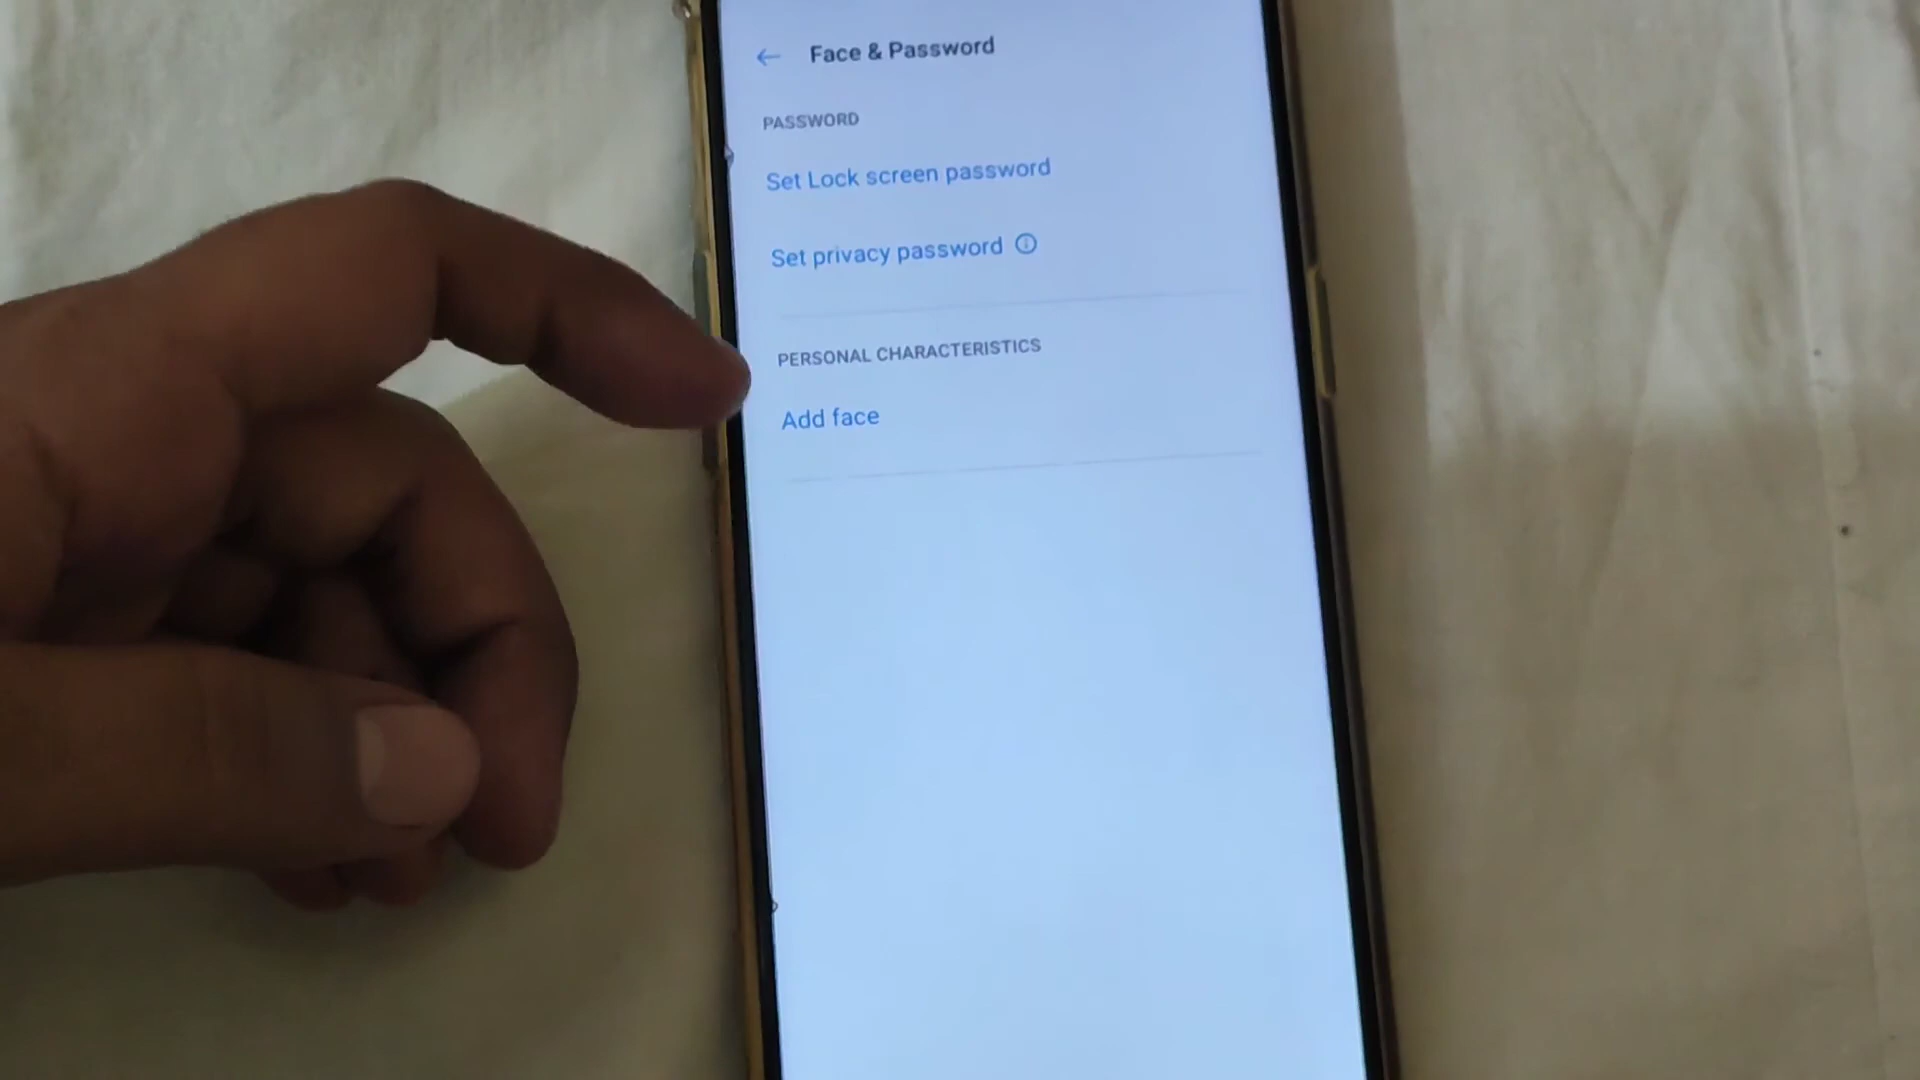 Face & Password
PASSWORD
Set Lock screen password
Set privacy password
PERSONAL CHARACTERISTICS
Add face